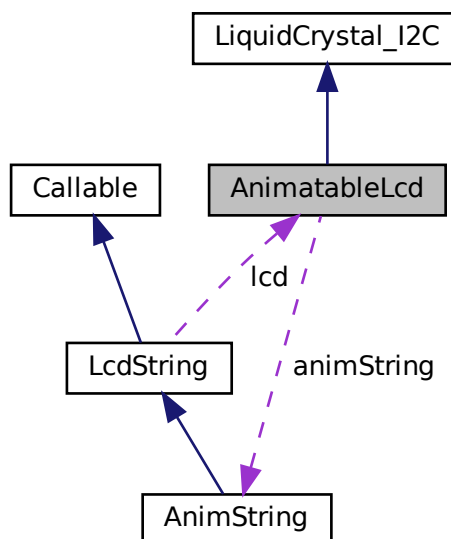 LiquidCrystal_I2C
Callable
AnimatableLcd
lcd
LcdString
animString
AnimString